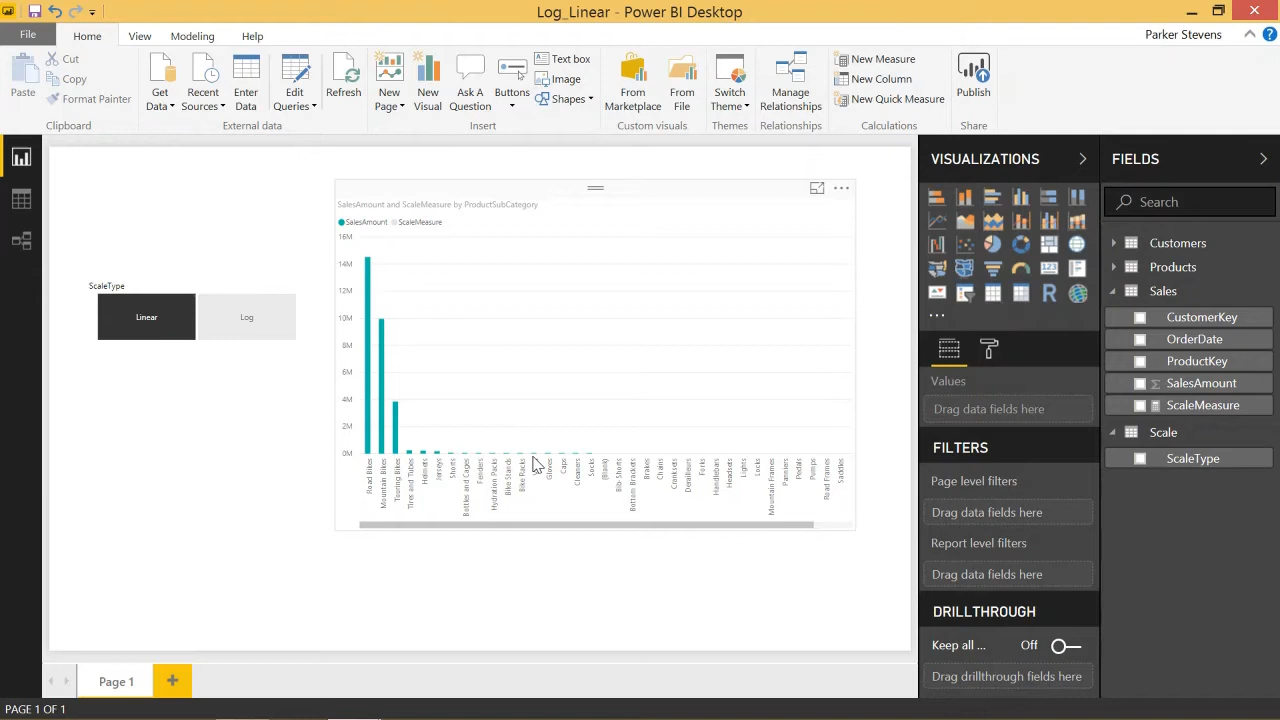 Log_Linear - Power BI Desktop
File
Home
View
Modeling
Help
Parker Stevens
Paste
Cut
Copy
Format Painter
Clipboard
Get Data
Recent Sources
Enter Data
External data
Edit Queries
Refresh
New Page
New Visual
Ask A Question
Buttons
Text box
Image
Shapes
Insert
From Marketplace
From File
Custom visuals
Switch Theme
Themes
Manage Relationships
Relationships
New Measure
New Column
New Quick Measure
Calculations
Publish
Share
ScaleType
Linear
Log
SalesAmount and ScaleMeasure by ProductSubCategory
SalesAmount
ScaleMeasure
16M
14M
12M
10M
8M
6M
4M
2M
0M
Road Bikes
Mountain Bikes
Touring Bikes
Tires and Tubes
Helmets
Jerseys
Shorts
Bottles and Cages
Fenders
Hydration Packs
Bike Stands
Bike Racks
Gloves
Caps
Cleaners
Socks
(Blank)
Bib-Shorts
Bottom Brackets
Brakes
Chains
Cranksets
Derailleurs
Forks
Handlebars
Headsets
Lights
Locks
Mountain Frames
Panniers
Pedals
Pumps
Road Frames
Saddles
VISUALIZATIONS
R
Values
Drag data fields here
FILTERS
Page level filters
Drag data fields here
Report level filters
Drag data fields here
DRILLTHROUGH
Keep all ...
Off
Drag drillthrough fields here
FIELDS
Search
Customers
Products
Sales
CustomerKey
OrderDate
ProductKey
SalesAmount
ScaleMeasure
Scale
ScaleType
Page 1
PAGE 1 OF 1